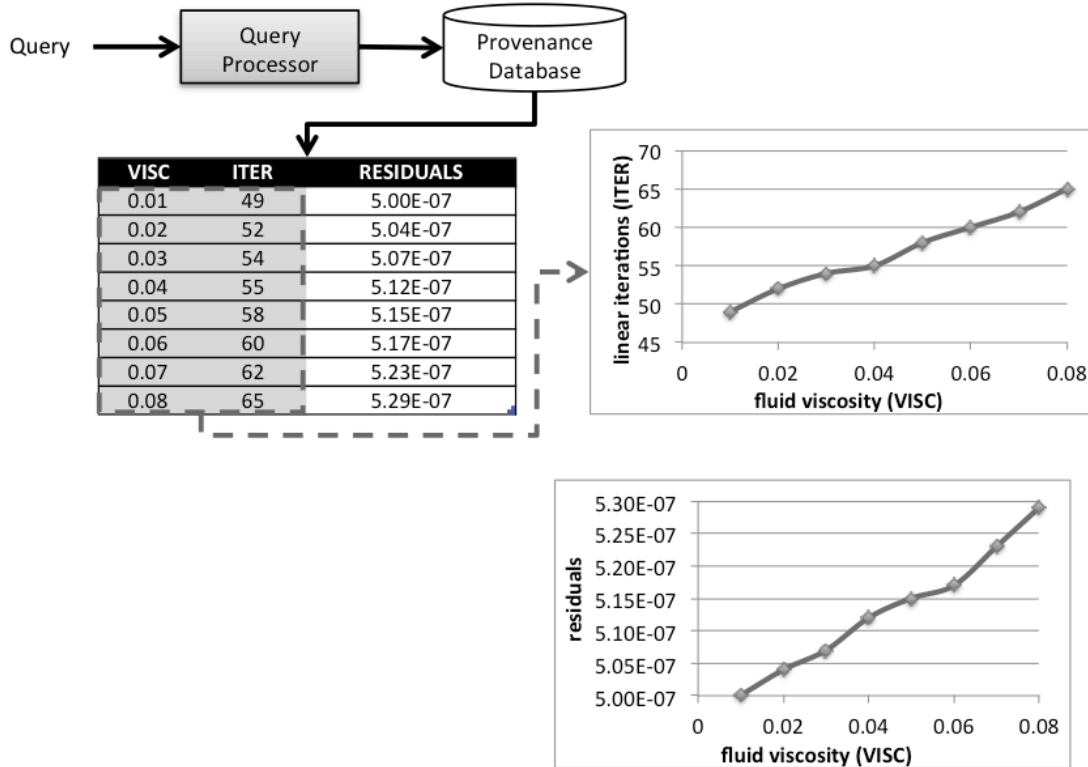 Query
Query
Processor
Provenance
Database
VISC ITER RESIDUALS
0.01 49 5.00E-07
0.02 52 5.04E-07
0.03 54 5.07E-07
0.04 55 5.12E-07
0.05 58 5.15E-07
0.06 60 5.17E-07
0.07 62 5.23E-07
0.08 65 5.29E-07
linear iterations (ITER)
70
65
60
55
50
45
0 0.02 0.04 0.06 0.08
fluid viscosity (VISC)
residuals
5.30E-07
5.25E-07
5.20E-07
5.15E-07
5.10E-07
5.05E-07
5.00E-07
0 0.02 0.04 0.06 0.08
fluid viscosity (VISC)